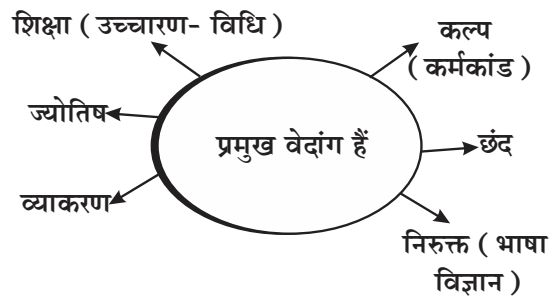 शिक्षा ( उच्चारण- विधि )
कल्प
( कर्मकांड )
ज्योतिष
प्रमुख वेदांग हैं
छंद
व्याकरण
निरुक्त ( भाषा
विज्ञान )